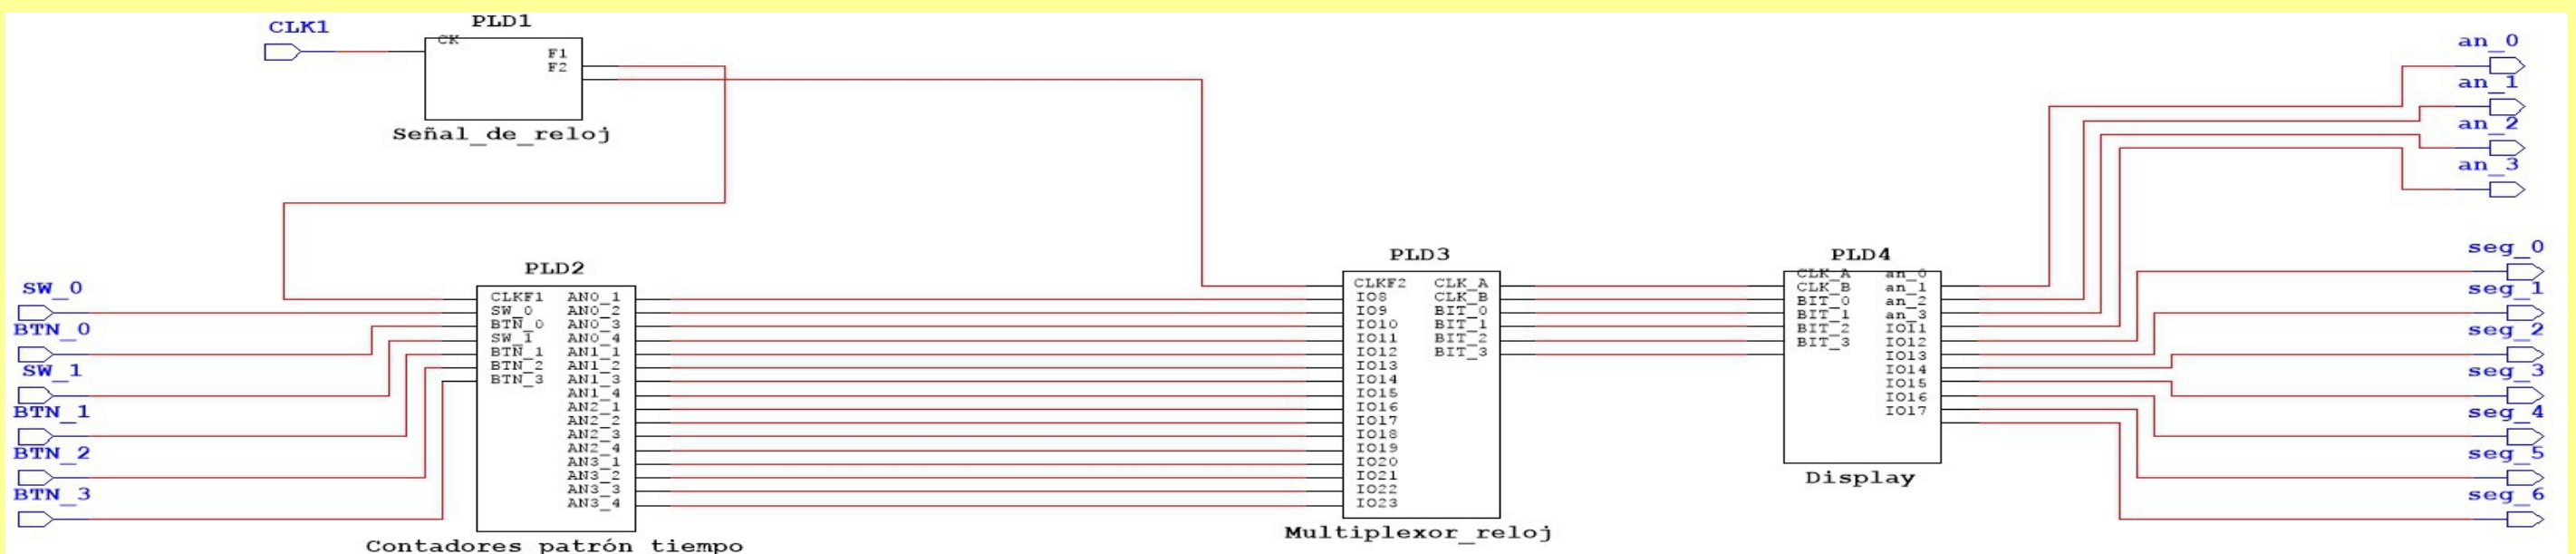 CLK1
PLD1
CK
F1
F2
Señal_de_reloj
an_0
an_1
an_2
an_3
SW_0
BTN_0
SW_1
BTN_1
BTN_2
BTN_3
PLD2
CLKF1 AN0_1
SW_0 AN0_2
BTN_0 AN0_3
SW_1 AN0_4
BTN_1 AN1_1
BTN_2 AN1_2
BTN_3 AN1_3
AN1_4
AN2_1
AN2_2
AN2_3
AN2_4
AN3_1
AN3_2
AN3_3
AN3_4
Contadores patrón tiempo
PLD3
CLKF2 CLK_A
IO8 CLK_B
IO9 BIT_0
IO10 BIT_1
IO11 BIT_2
IO12 BIT_3
IO13
IO14
IO15
IO16
IO17
IO18
IO19
IO20
IO21
IO22
IO23
Multiplexor_reloj
PLD4
CLK_A an_0
CLK_B an_1
BIT_0 an_2
BIT_1 an_3
BIT_2 IO11
BIT_3 IO12
IO13
IO14
IO15
IO16
IO17
Display
seg_0
seg_1
seg_2
seg_3
seg_4
seg_5
seg_6